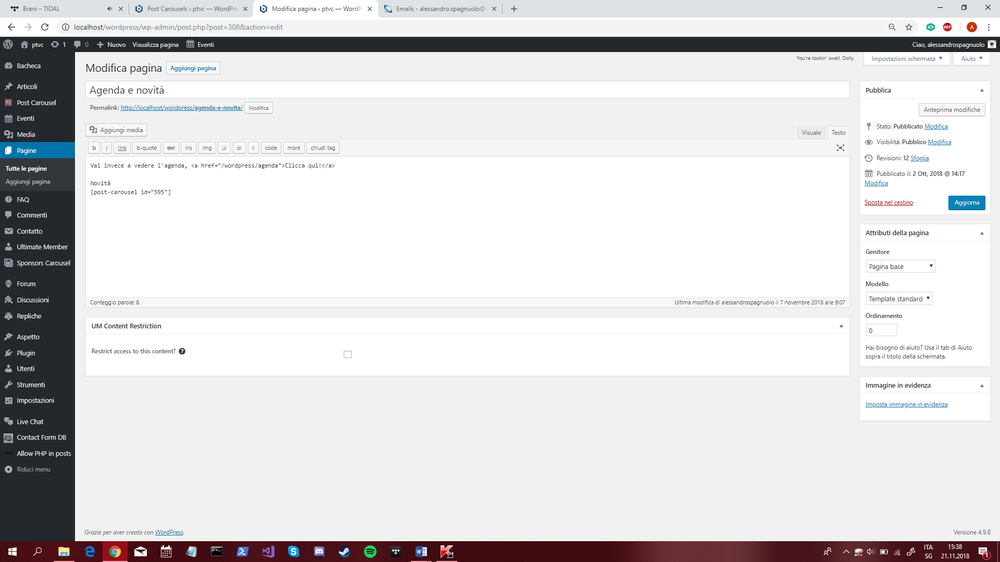 Brani – TIDAL
Post Carousels ‹ ptvc — WordPre
Modifica pagina ‹ ptvc — WordP
Emails - alessandro.spagnuolo@
localhost/wordpress/wp-admin/post.php?post=308&action=edit
ABP
A
ptvc
1
0
Nuovo
Visualizza pagina
Eventi
Ciao, alessandrospagnuolo
Bacheca
Articoli
PC
Post Carousel
Eventi
Media
Pagine
Tutte le pagine
Aggiungi pagina
FAQ
Commenti
Contatto
Ultimate Member
Sponsors Carousel
Forum
Discussioni
Repliche
Aspetto
Plugin
Utenti
Strumenti
Impostazioni
Live Chat
Contact Form DB
PHP
Allow PHP in posts
Riduci menu
You're lookin' swell, Dolly
Impostazioni schermata
Aiuto
Modifica pagina
Aggiungi pagina
Agenda e novità
Permalink: http://localhost/wordpress/agenda-e-novita/ Modifica
Aggiungi media
Visuale
Testo
b
i
link
b-quote
del
ins
img
ul
ol
li
code
more
chiudi tag
Vai invece a vedere l'agenda, <a href="/wordpress/agenda">Clicca qui!</a>
Novità
[post-carousel id="595"]
Conteggio parole: 8
Ultima modifica di alessandrospagnuolo il 7 novembre 2018 alle 9:07
UM Content Restriction
Restrict access to this content?
Pubblica
Anteprima modifiche
Stato: Pubblicato Modifica
Visibilità: Pubblico Modifica
Revisioni: 12 Sfoglia
Pubblicato il: 2 Ott, 2018 @ 14:17
Modifica
Sposta nel cestino
Aggiorna
Attributi della pagina
Genitore
Pagina base
Modello
Template standard
Ordinamento
0
Hai bisogno di aiuto? Usa il tab di Aiuto
sopra il titolo della schermata.
Immagine in evidenza
Imposta immagine in evidenza
Grazie per aver creato con WordPress.
Versione 4.9.8
ITA
SG
15:38
21.11.2018
1